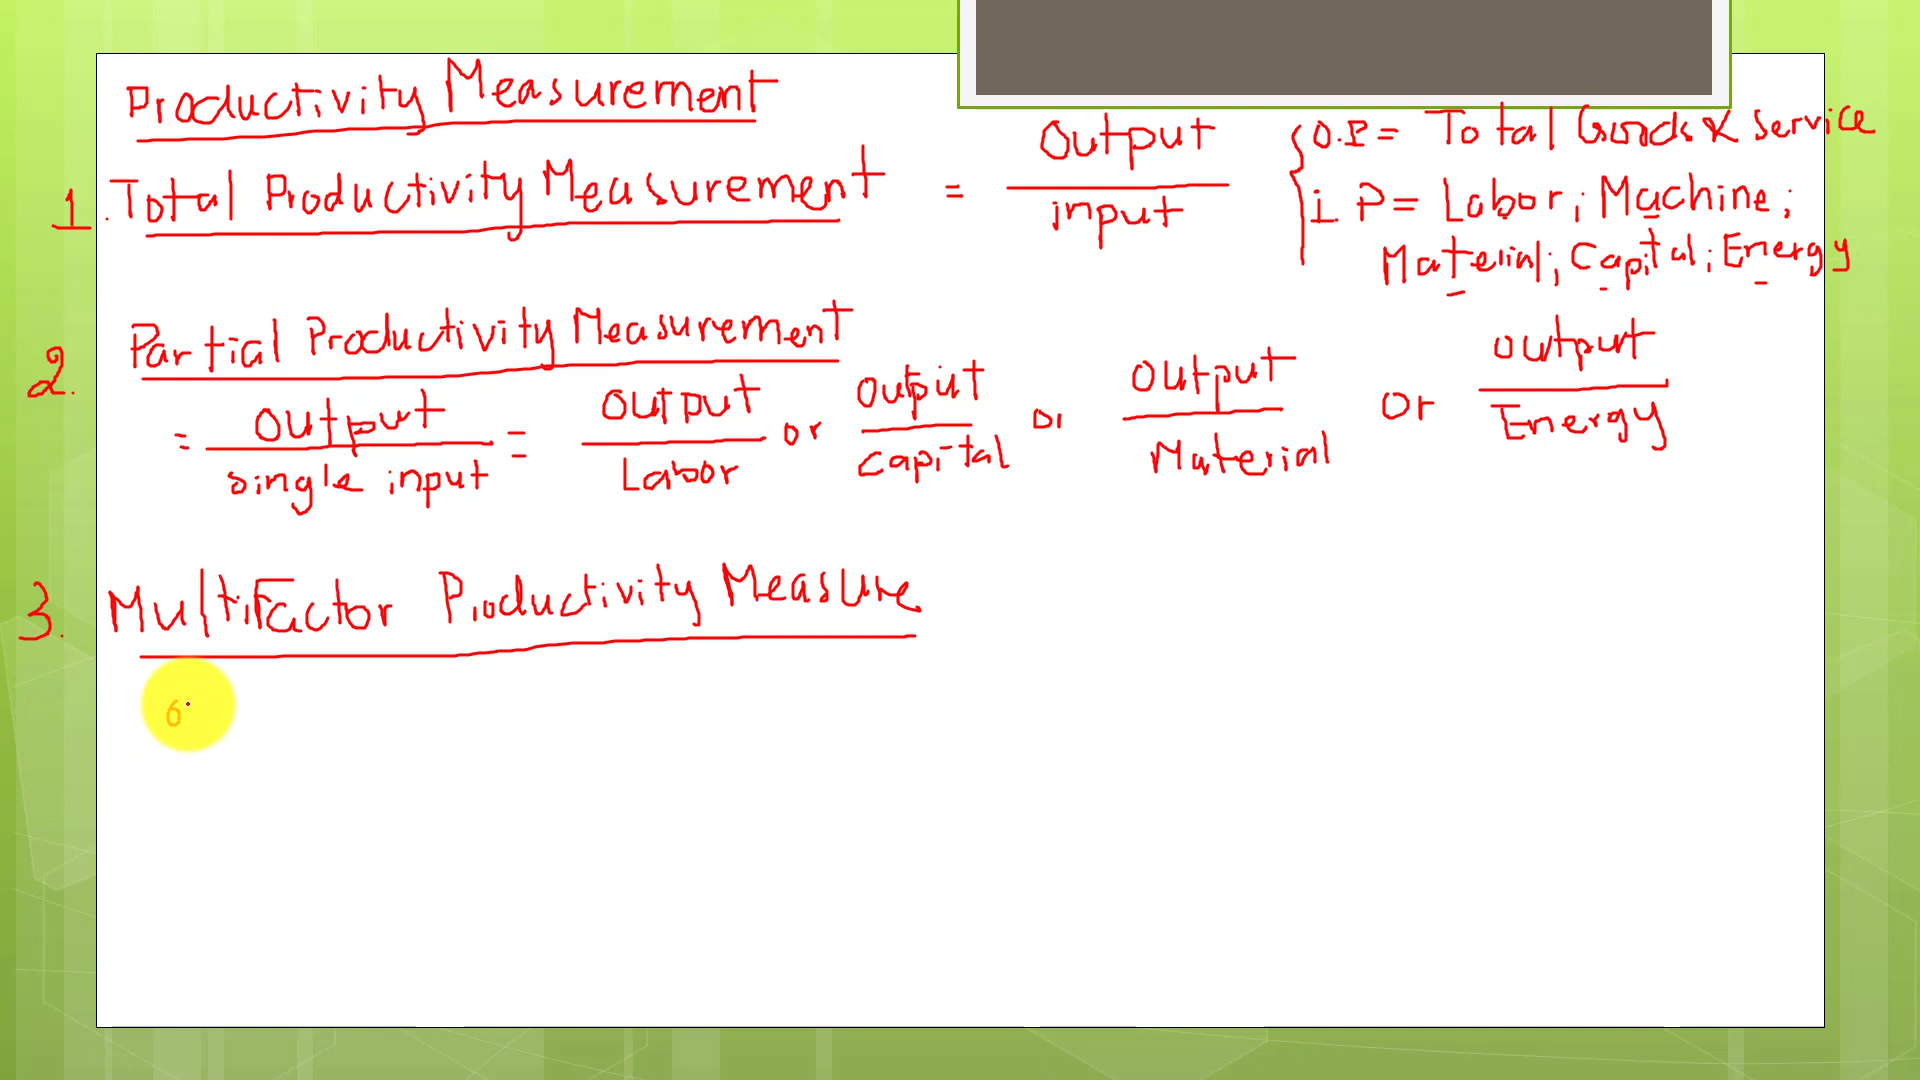 Productivity Measurement
1. Total Productivity Measurement = Output / input { O.P = Total Goods & Service
i P = Labor; Machine;
Material; Capital; Energy
2. Partial Productivity Measurement
= Output / single input = Output / Labor or Output / Capital or Output / Material or Output / Energy
3. MultiFactor Productivity Measure